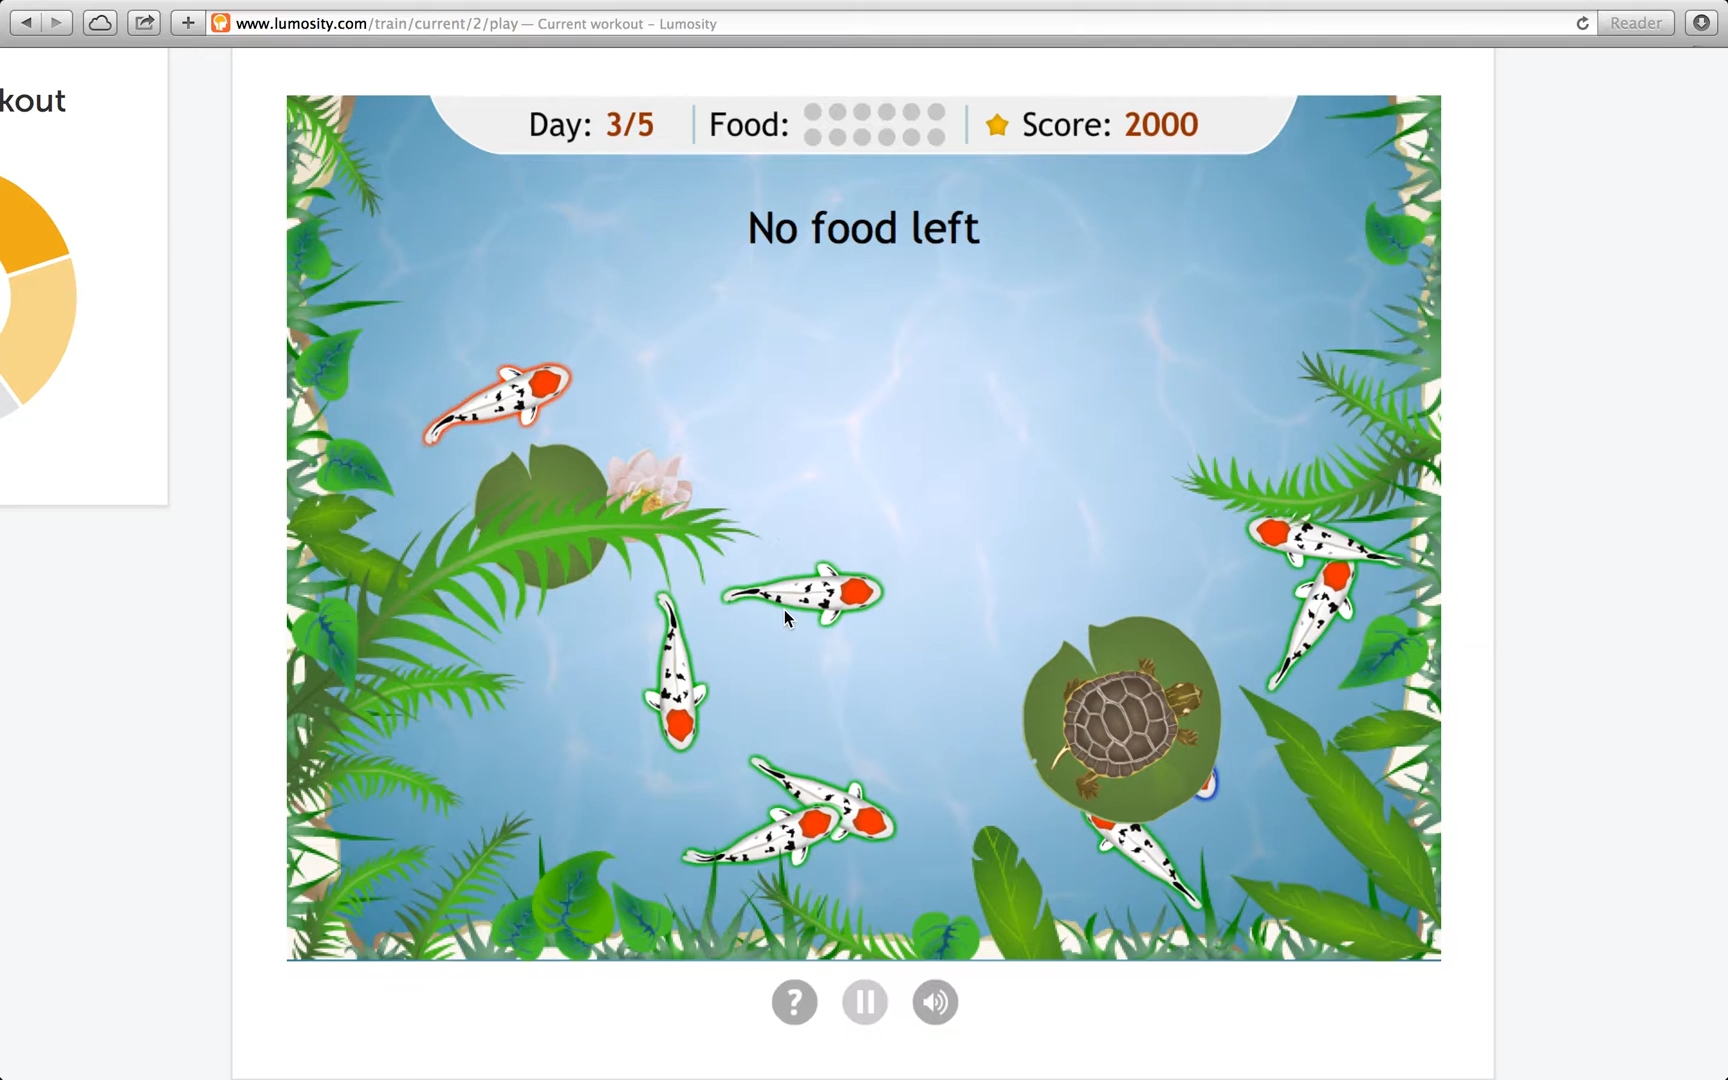 www.lumosity.com/train/current/2/play — Current workout – Lumosity
Reader
kout
Day: 3/5
Food:
Score: 2000
No food left
?